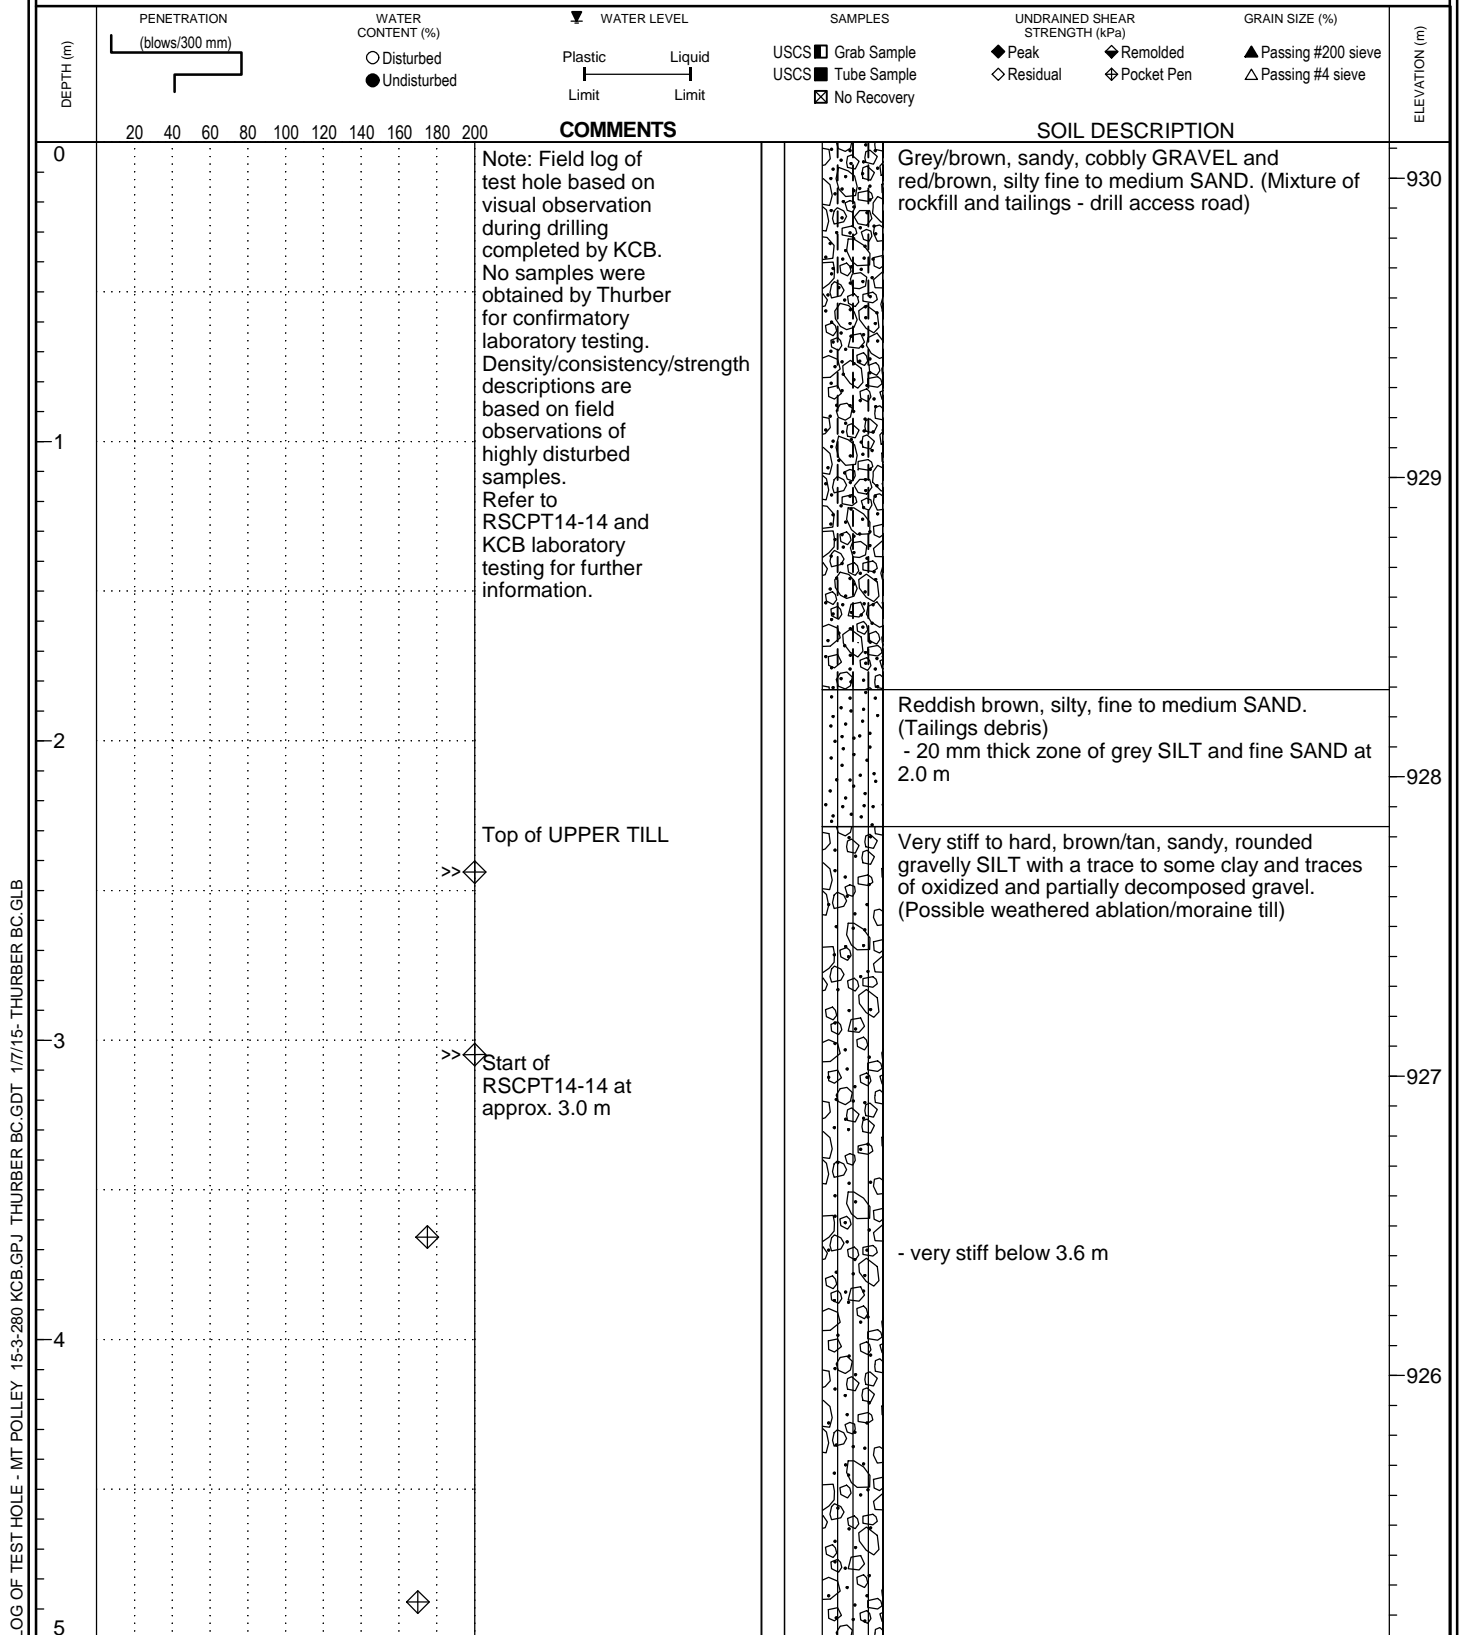 PENETRATION
(blows/300 mm)
WATER
CONTENT (%)
Disturbed
Undisturbed
WATER LEVEL
Plastic Liquid
Limit Limit
SAMPLES
USCS Grab Sample
USCS Tube Sample
No Recovery
UNDRAINED SHEAR
STRENGTH (kPa)
Peak Remolded
Residual Pocket Pen
GRAIN SIZE (%)
Passing #200 sieve
Passing #4 sieve
DEPTH (m)
ELEVATION (m)
20 40 60 80 100 120 140 160 180 200
COMMENTS
SOIL DESCRIPTION
0
1
2
3
4
5
Note: Field log of
test hole based on
visual observation
during drilling
completed by KCB.
No samples were
obtained by Thurber
for confirmatory
laboratory testing.
Density/consistency/strength
descriptions are
based on field
observations of
highly disturbed
samples.
Refer to
RSCPT14-14 and
KCB laboratory
testing for further
information.
Top of UPPER TILL
>>
>>
Start of
RSCPT14-14 at
approx. 3.0 m
Grey/brown, sandy, cobbly GRAVEL and
red/brown, silty fine to medium SAND. (Mixture of
rockfill and tailings - drill access road)
Reddish brown, silty, fine to medium SAND.
(Tailings debris)
- 20 mm thick zone of grey SILT and fine SAND at
2.0 m
Very stiff to hard, brown/tan, sandy, rounded
gravelly SILT with a trace to some clay and traces
of oxidized and partially decomposed gravel.
(Possible weathered ablation/moraine till)
- very stiff below 3.6 m
930
929
928
927
926
OG OF TEST HOLE - MT POLLEY 15-3-280 KCB.GPJ THURBER BC.GDT 1/7/15- THURBER BC.GLB